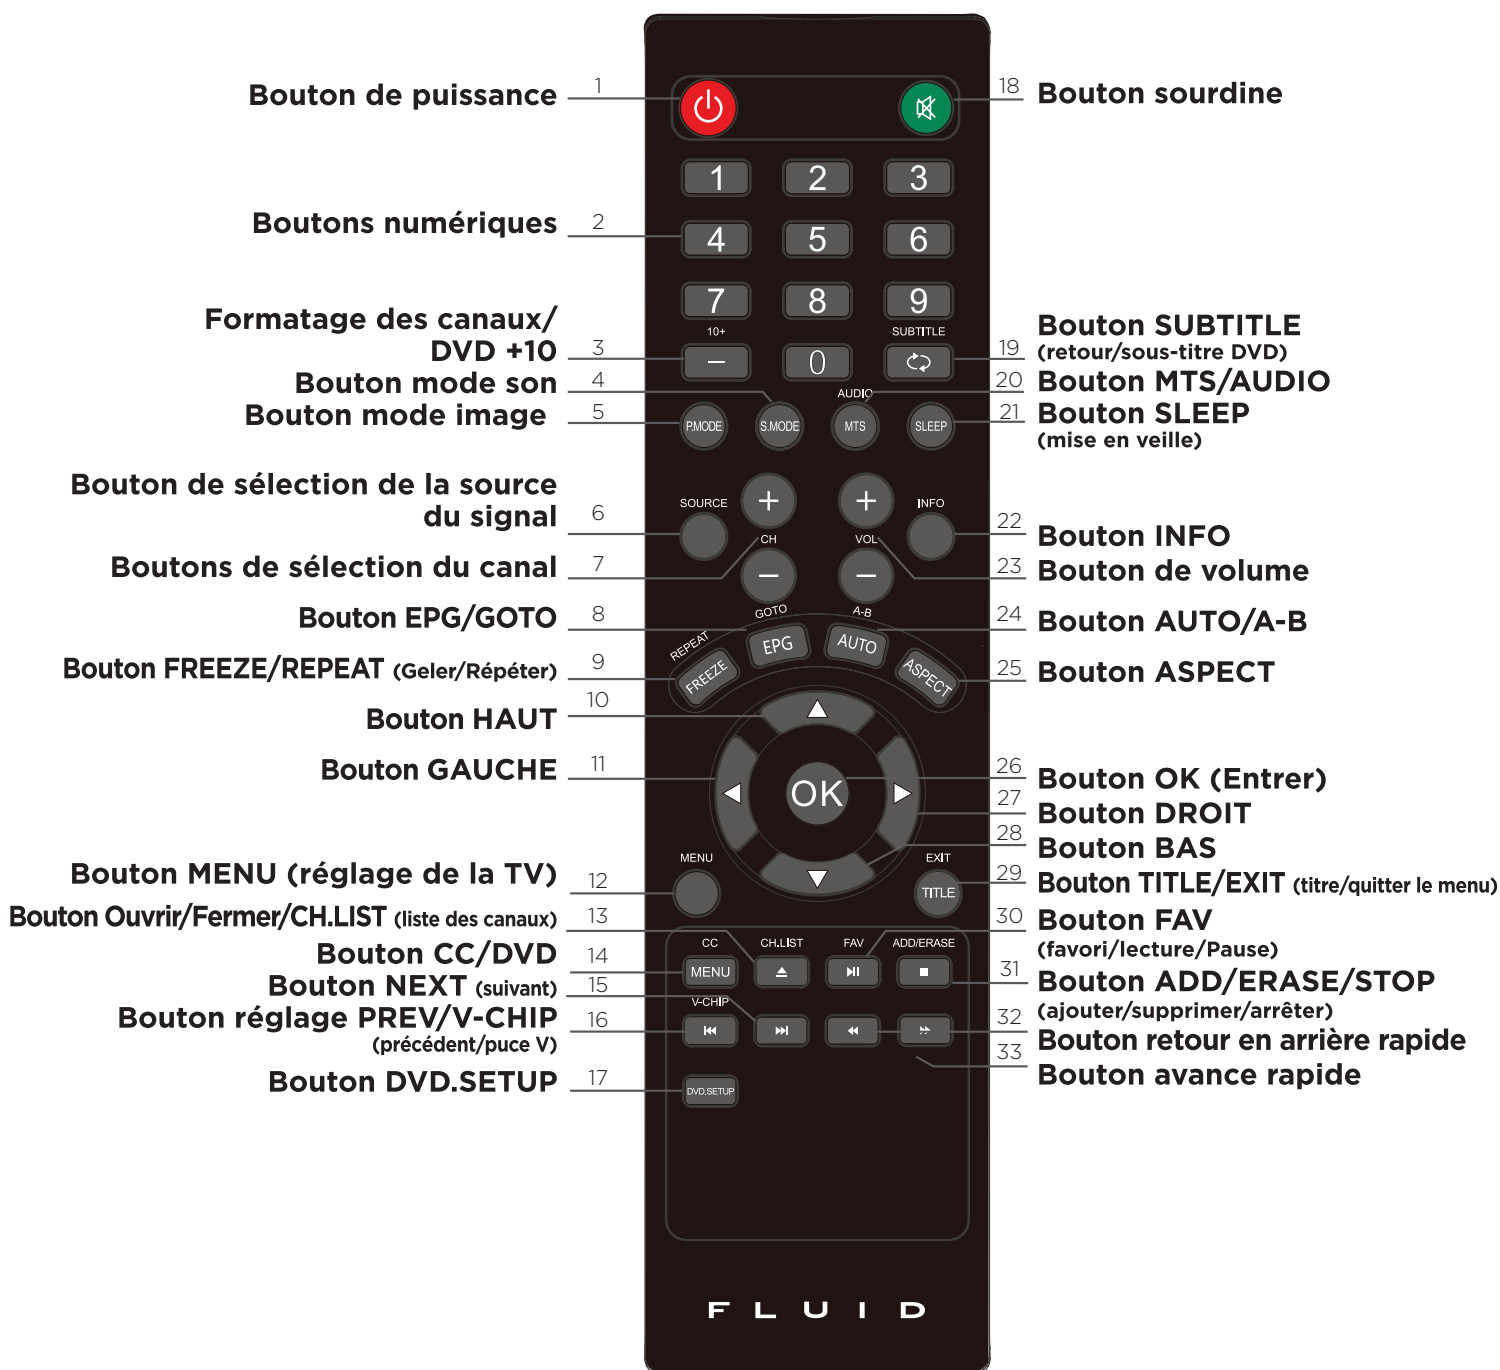 Bouton de puissance 1
Boutons numériques 2
Formatage des canaux/
DVD +10 3
Bouton mode son 4
Bouton mode image 5
Bouton de sélection de la source
du signal 6
Boutons de sélection du canal 7
Bouton EPG/GOTO 8
Bouton FREEZE/REPEAT (Geler/Répéter) 9
Bouton HAUT 10
Bouton GAUCHE 11
Bouton MENU (réglage de la TV) 12
Bouton Ouvrir/Fermer/CH.LIST (liste des canaux) 13
Bouton CC/DVD 14
Bouton NEXT (suivant) 15
Bouton réglage PREV/V-CHIP 16
(précédent/puce V)
Bouton DVD.SETUP 17
1 2 3
4 5 6
7 8 9
10+ SUBTITLE
– 0
AUDIO
P.MODE S.MODE MTS SLEEP
+ +
SOURCE INFO
CH VOL
– –
GOTO A-B
REPEAT EPG AUTO
FREEZE ASPECT
OK
MENU EXIT
TITLE
CC CH.LIST FAV ADD/ERASE
MENU
V-CHIP
DVD.SETUP
FLUID
18 Bouton sourdine
19 Bouton SUBTITLE
(retour/sous-titre DVD)
20 Bouton MTS/AUDIO
21 Bouton SLEEP
(mise en veille)
22 Bouton INFO
23 Bouton de volume
24 Bouton AUTO/A-B
25 Bouton ASPECT
26 Bouton OK (Entrer)
27 Bouton DROIT
28 Bouton BAS
29 Bouton TITLE/EXIT (titre/quitter le menu)
30 Bouton FAV
(favori/lecture/Pause)
31 Bouton ADD/ERASE/STOP
(ajouter/supprimer/arrêter)
32 Bouton retour en arrière rapide
33 Bouton avance rapide